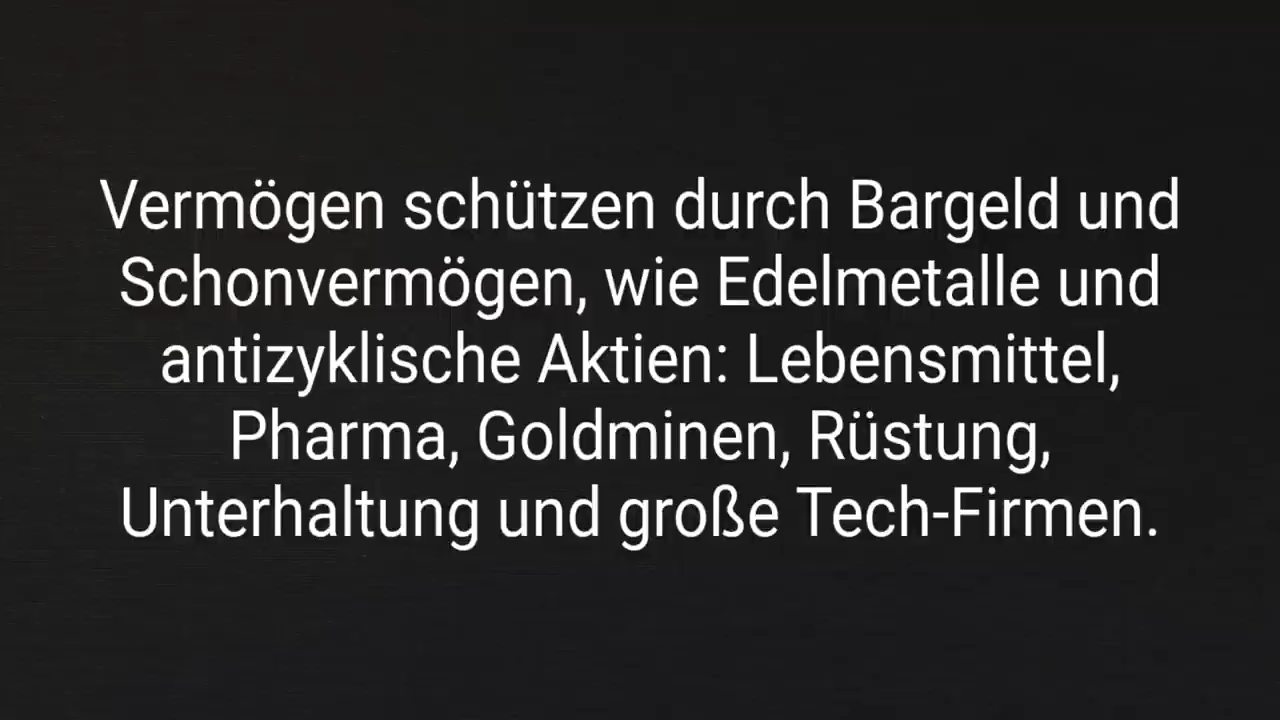 Vermögen schützen durch Bargeld und
Schonvermögen, wie Edelmetalle und
antizyklische Aktien: Lebensmittel,
Pharma, Goldminen, Rüstung,
Unterhaltung und große Tech-Firmen.